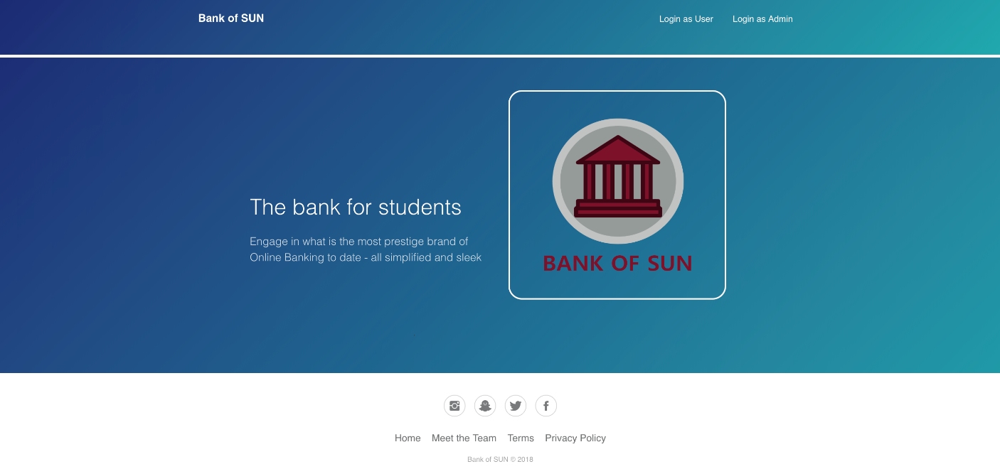 Bank of SUN
Login as User
Login as Admin
The bank for students
Engage in what is the most prestige brand of
Online Banking to date - all simplified and sleek
BANK OF SUN
Home
Meet the Team
Terms
Privacy Policy
Bank of SUN © 2018